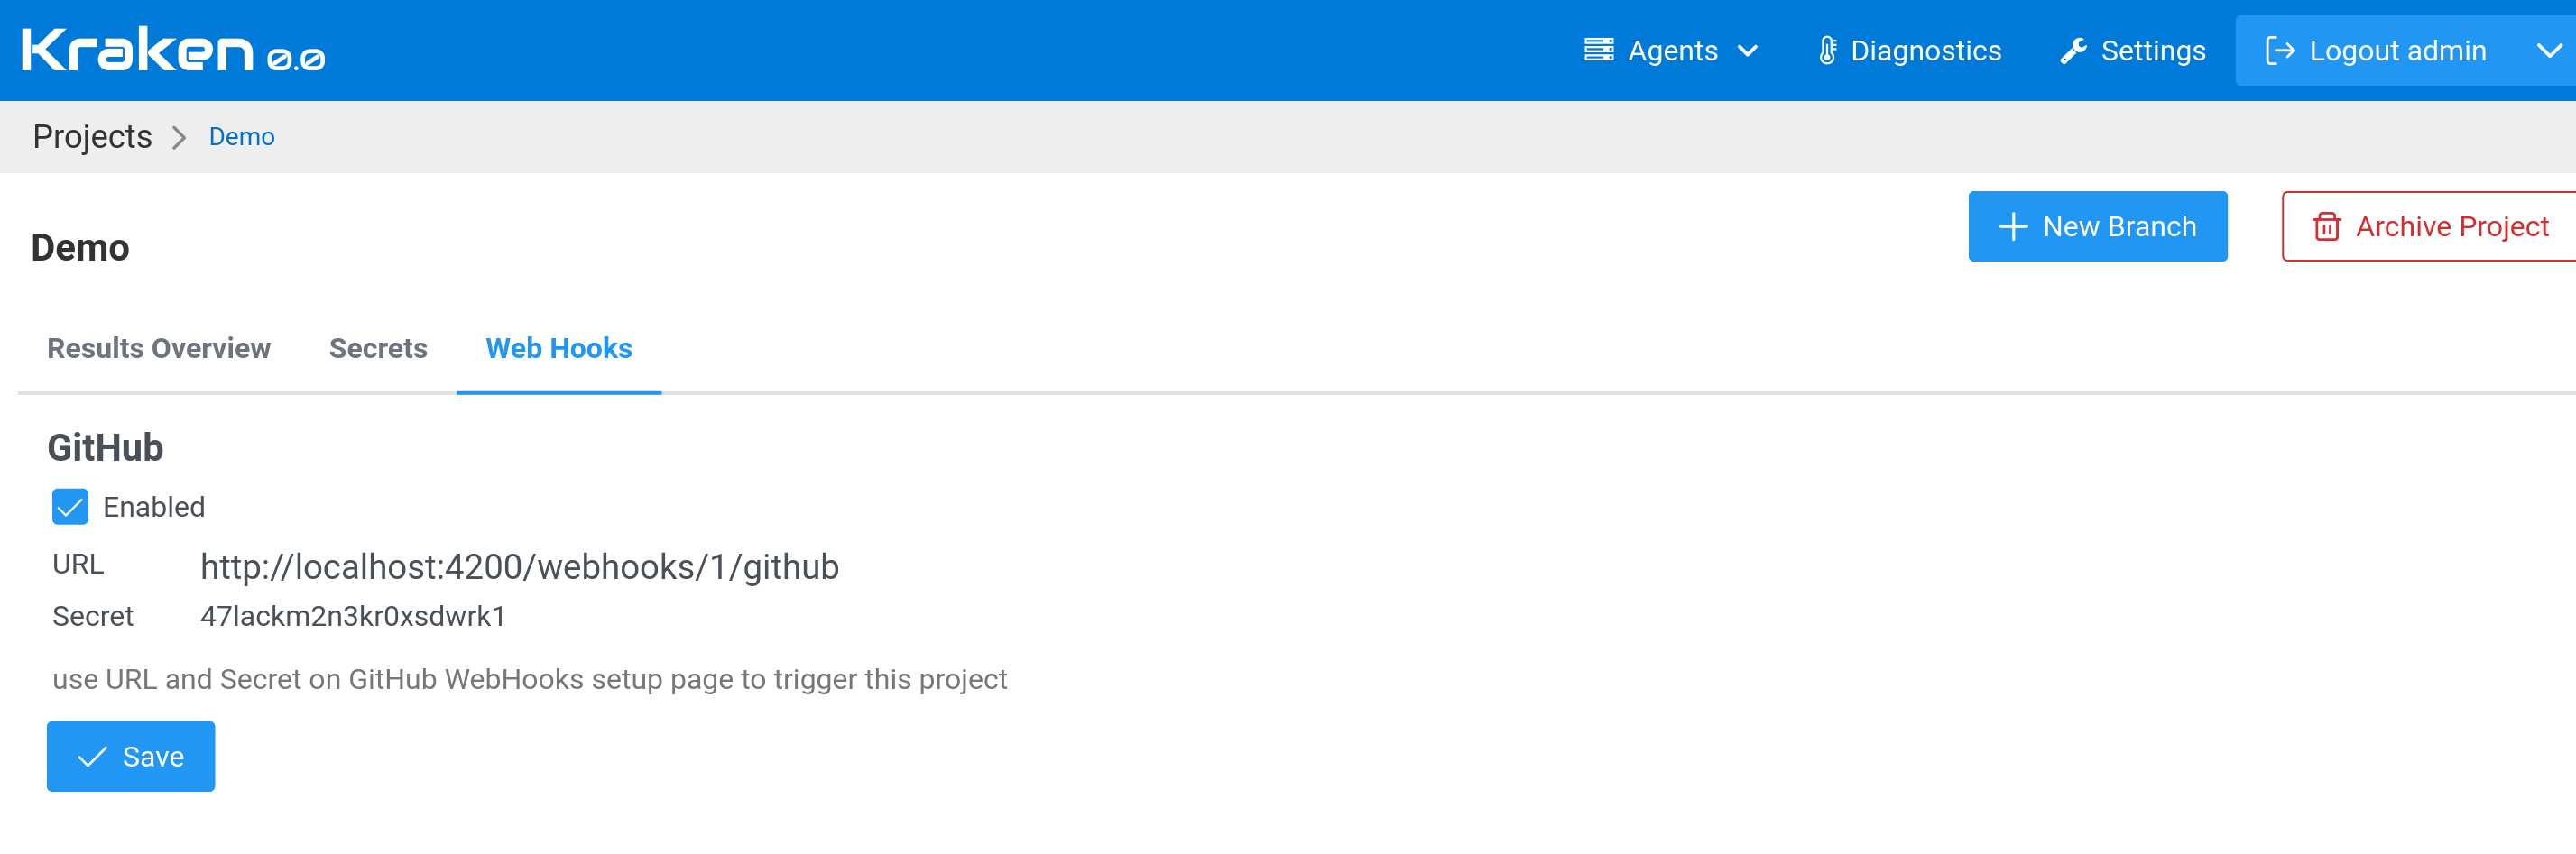 Kraken 0.0 Agents Diagnostics Settings Logout admin
Projects Demo
New Branch Archive Project
Demo
Results Overview Secrets Web Hooks
GitHub
Enabled
URL http://localhost:4200/webhooks/1/github
Secret 47lackm2n3kr0xsdwrk1
use URL and Secret on GitHub WebHooks setup page to trigger this project
Save